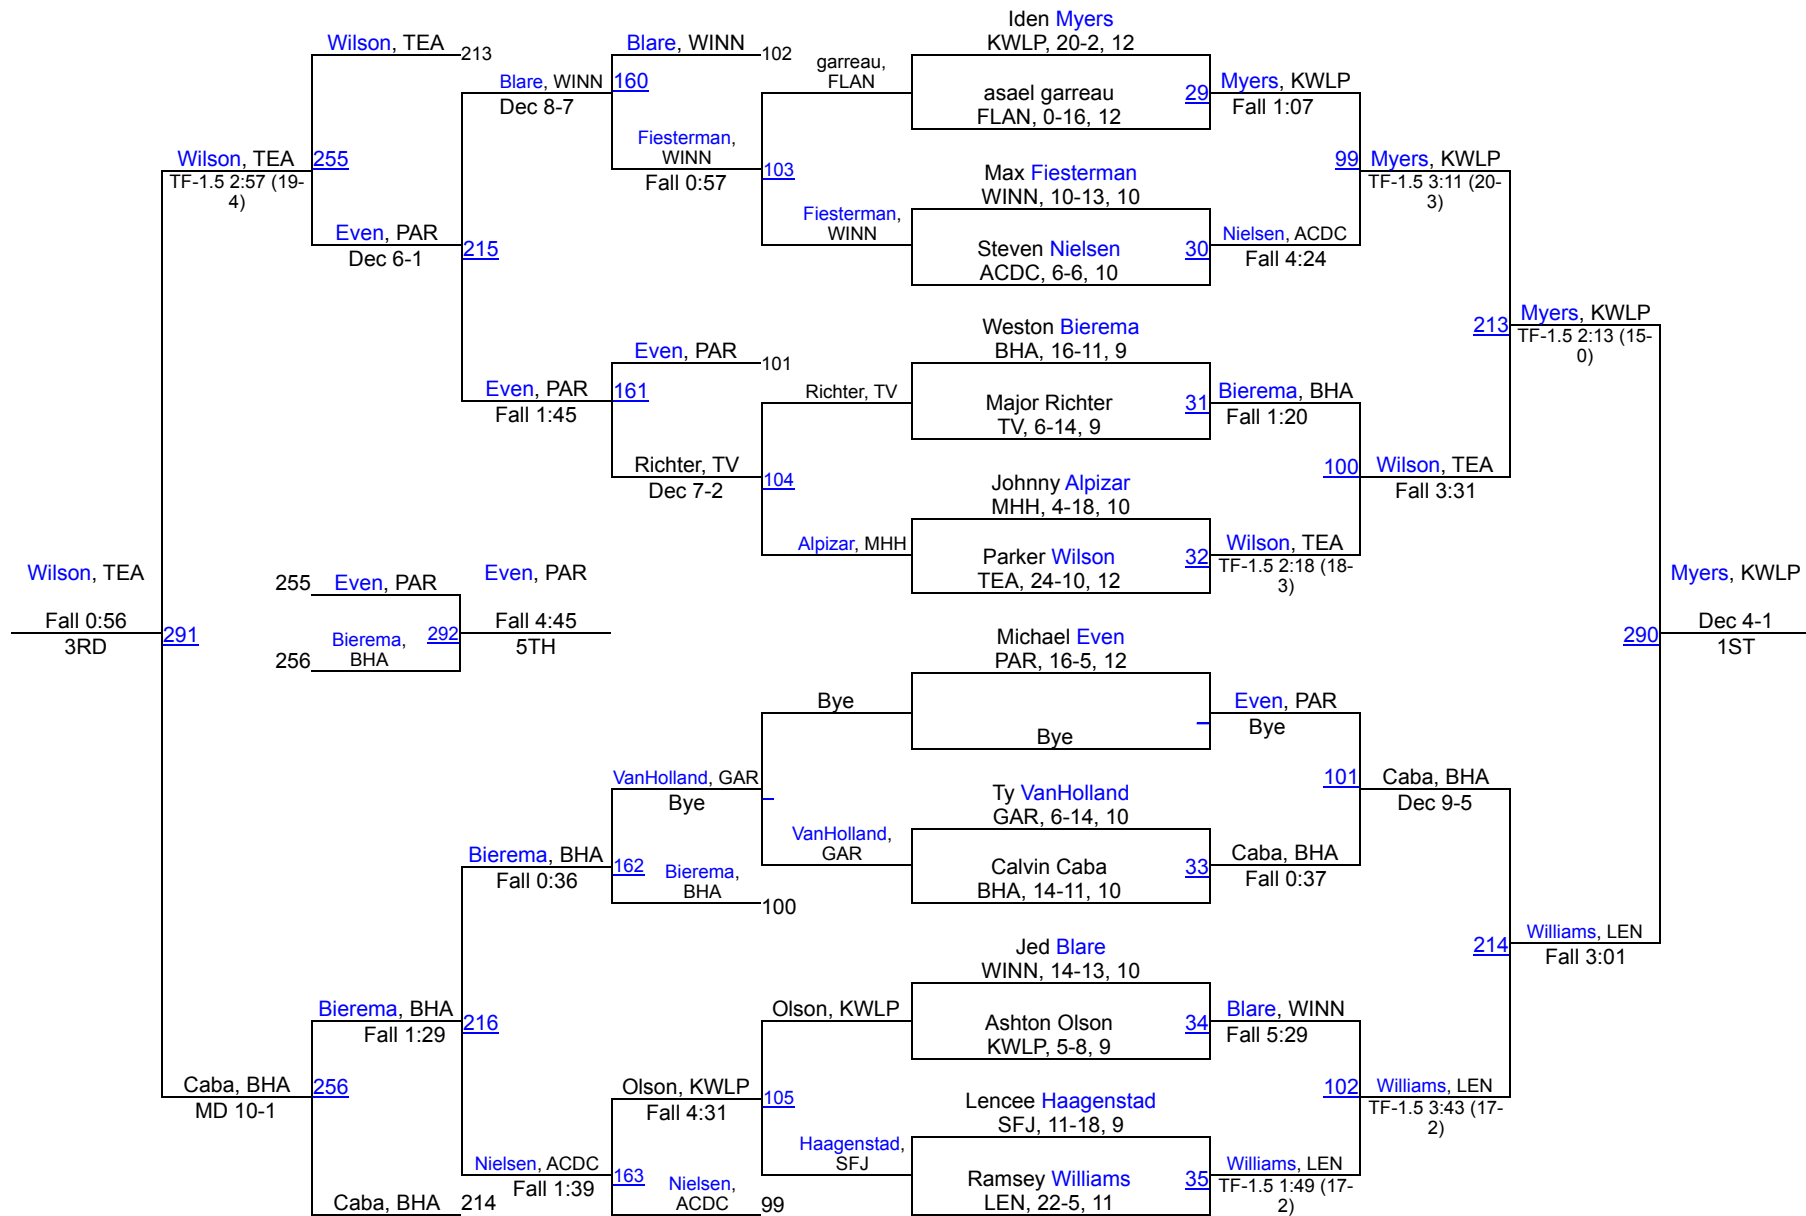 Wilson, TEA
213
Blare, WINN
Dec 8-7
Blare, WINN
102
160
Fiesterman,
WINN
Fall 0:57
garreau,
FLAN
103
Fiesterman,
WINN
Wilson, TEA
TF-1.5 2:57 (19-
4)
255
Even, PAR
Dec 6-1
215
Even, PAR
Fall 1:45
Even, PAR
101
161
Richter, TV
Dec 7-2
Richter, TV
104
Alpizar, MHH
Wilson, TEA
Fall 0:56
3RD
291
255
Even, PAR
Bierema,
BHA
256
292
Even, PAR
Fall 4:45
5TH
Bye
VanHolland, GAR
Bye
VanHolland,
GAR
Bierema, BHA
Fall 0:36
162
Bierema,
BHA
100
Bierema, BHA
Fall 1:29
216
Caba, BHA
MD 10-1
256
Caba, BHA
214
Nielsen, ACDC
Fall 1:39
Olson, KWLP
Olson, KWLP
Fall 4:31
105
Haagenstad,
SFJ
163
Nielsen,
ACDC
99
Iden Myers
KWLP, 20-2, 12
asael garreau
FLAN, 0-16, 12
29
Myers, KWLP
Fall 1:07
Max Fiesterman
WINN, 10-13, 10
Steven Nielsen
ACDC, 6-6, 10
30
Nielsen, ACDC
Fall 4:24
99
Myers, KWLP
TF-1.5 3:11 (20-
3)
Weston Bierema
BHA, 16-11, 9
Major Richter
TV, 6-14, 9
31
Bierema, BHA
Fall 1:20
Johnny Alpizar
MHH, 4-18, 10
Parker Wilson
TEA, 24-10, 12
32
Wilson, TEA
TF-1.5 2:18 (18-
3)
100
Wilson, TEA
Fall 3:31
213
Myers, KWLP
TF-1.5 2:13 (15-
0)
Michael Even
PAR, 16-5, 12
Bye
Even, PAR
Bye
Ty VanHolland
GAR, 6-14, 10
Calvin Caba
BHA, 14-11, 10
33
Caba, BHA
Fall 0:37
101
Caba, BHA
Dec 9-5
Jed Blare
WINN, 14-13, 10
Ashton Olson
KWLP, 5-8, 9
34
Blare, WINN
Fall 5:29
Lencee Haagenstad
SFJ, 11-18, 9
Ramsey Williams
LEN, 22-5, 11
35
Williams, LEN
TF-1.5 1:49 (17-
2)
102
Williams, LEN
TF-1.5 3:43 (17-
2)
214
Williams, LEN
Fall 3:01
290
Myers, KWLP
Dec 4-1
1ST